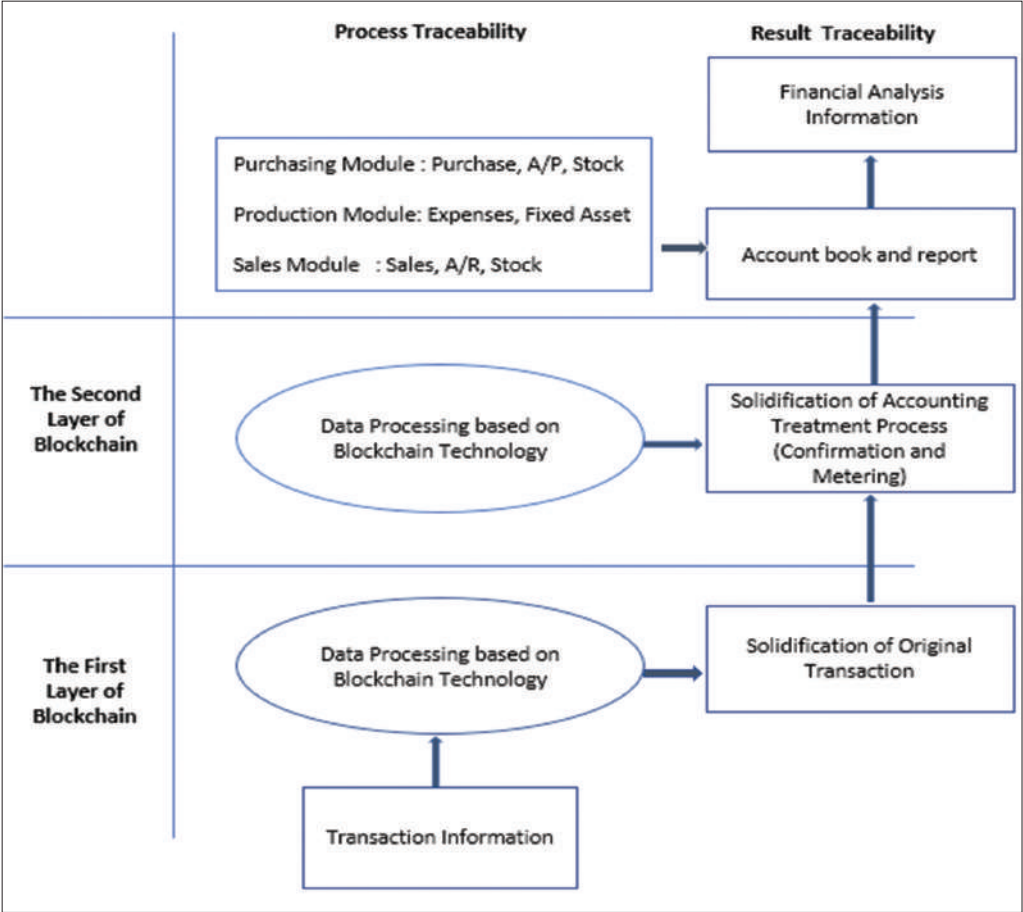 Process Traceability
Result Traceability
Financial Analysis
Information
Purchasing Module : Purchase, A/P, Stock
Production Module: Expenses, Fixed Asset
Sales Module : Sales, A/R, Stock
Account book and report
The Second
Layer of
Blockchain
Data Processing based on
Blockchain Technology
Solidification of Accounting
Treatment Process
(Confirmation and
Metering)
The First
Layer of
Blockchain
Data Processing based on
Blockchain Technology
Solidification of Original
Transaction
Transaction Information